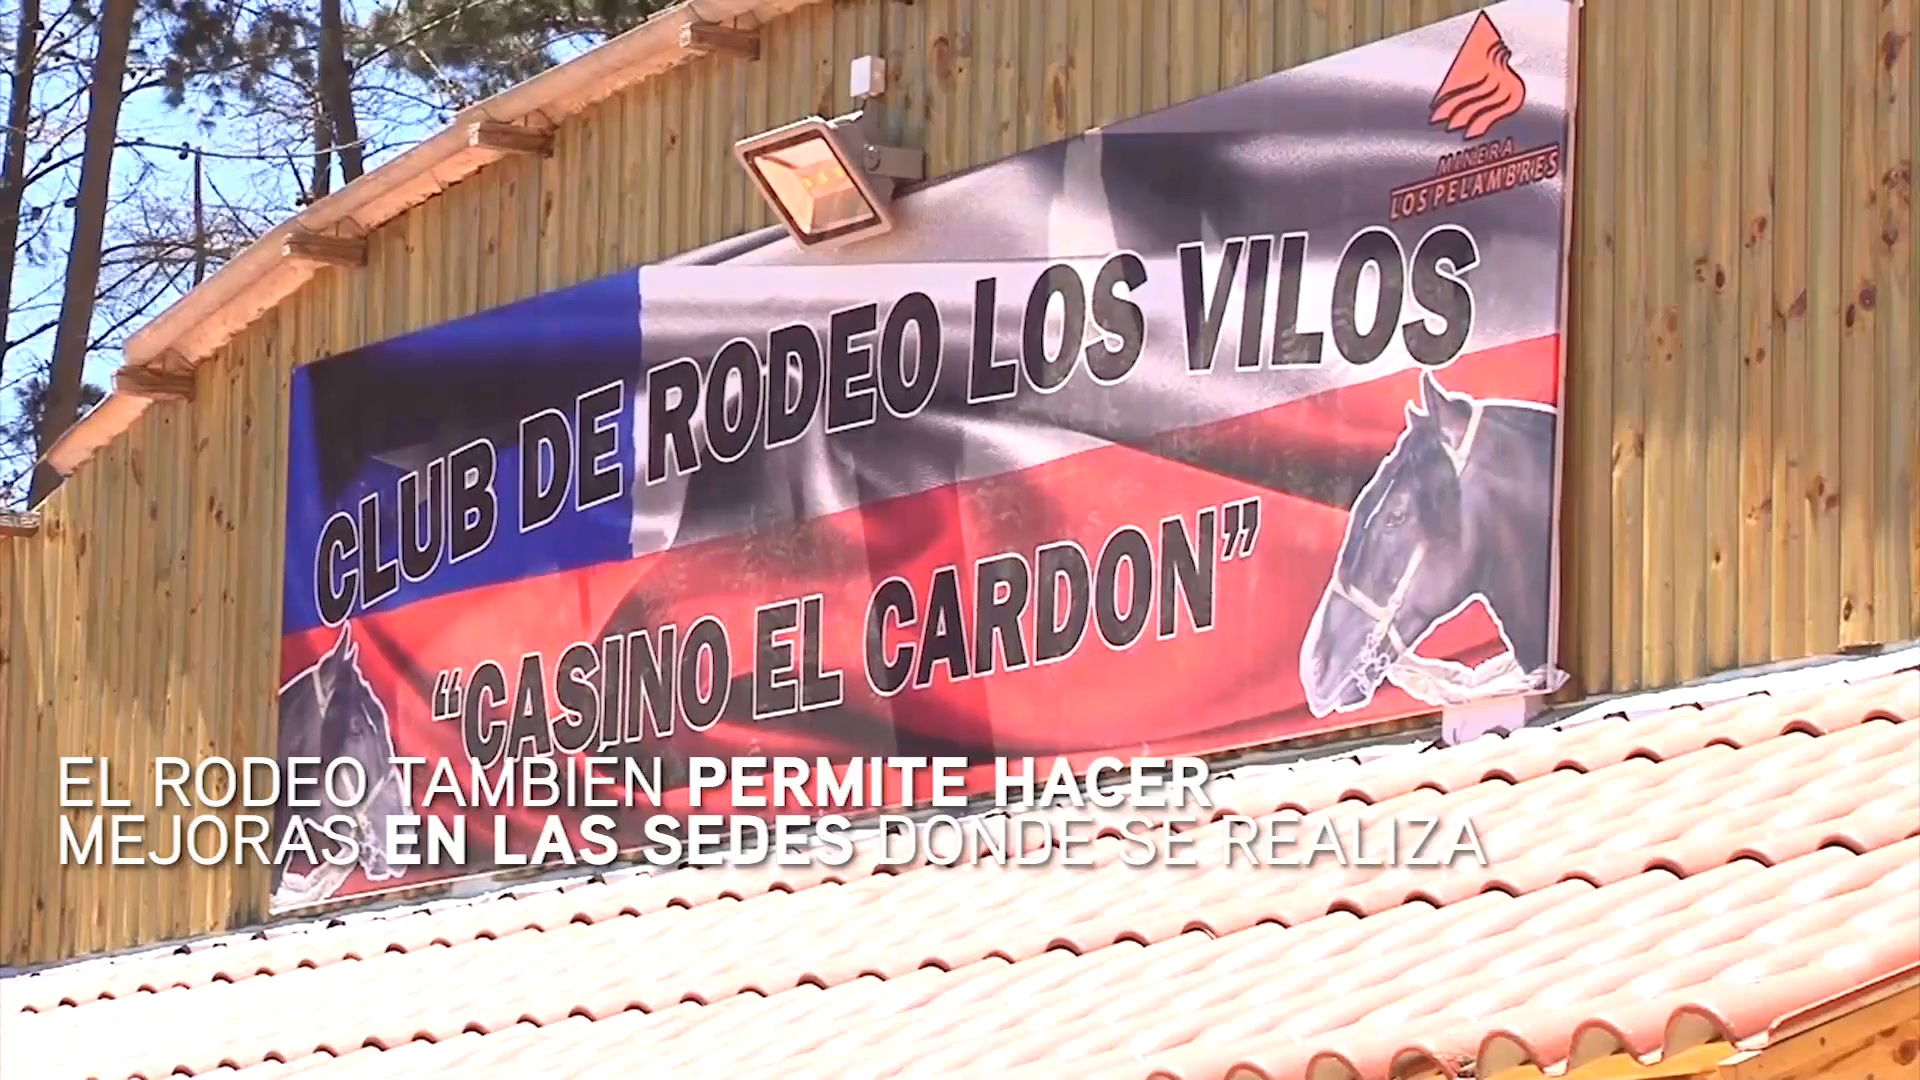 MINERA
LOS PELAMBRES
CLUB DE RODEO LOS VILOS
“CASINO EL CARDON”
EL RODEO TAMBIÉN PERMITE HACER
MEJORAS EN LAS SEDES DONDE SE REALIZA